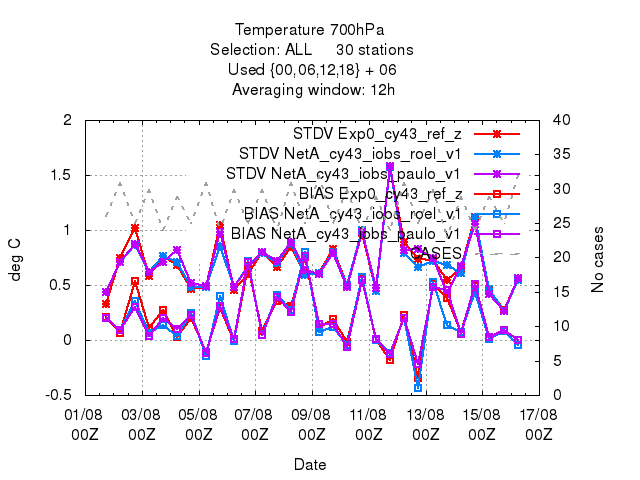 Temperature 700hPa
Selection: ALL 30 stations
Used {00,06,12,18} + 06
Averaging window: 12h
2
1.5
1
0.5
0
-0.5
deg C
40
35
30
25
20
15
10
5
0
No cases
STDV Exp0_cy43_ref_z
STDV NetA_cy43_iobs_roel_v1
STDV NetA_cy43_iobs_paulo_v1
BIAS Exp0_cy43_ref_z
BIAS NetA_cy43_iobs_roel_v1
BIAS NetA_cy43_iobs_paulo_v1
CASES
01/08 03/08 05/08 07/08 09/08 11/08 13/08 15/08 17/08
00Z 00Z 00Z 00Z 00Z 00Z 00Z 00Z 00Z
Date